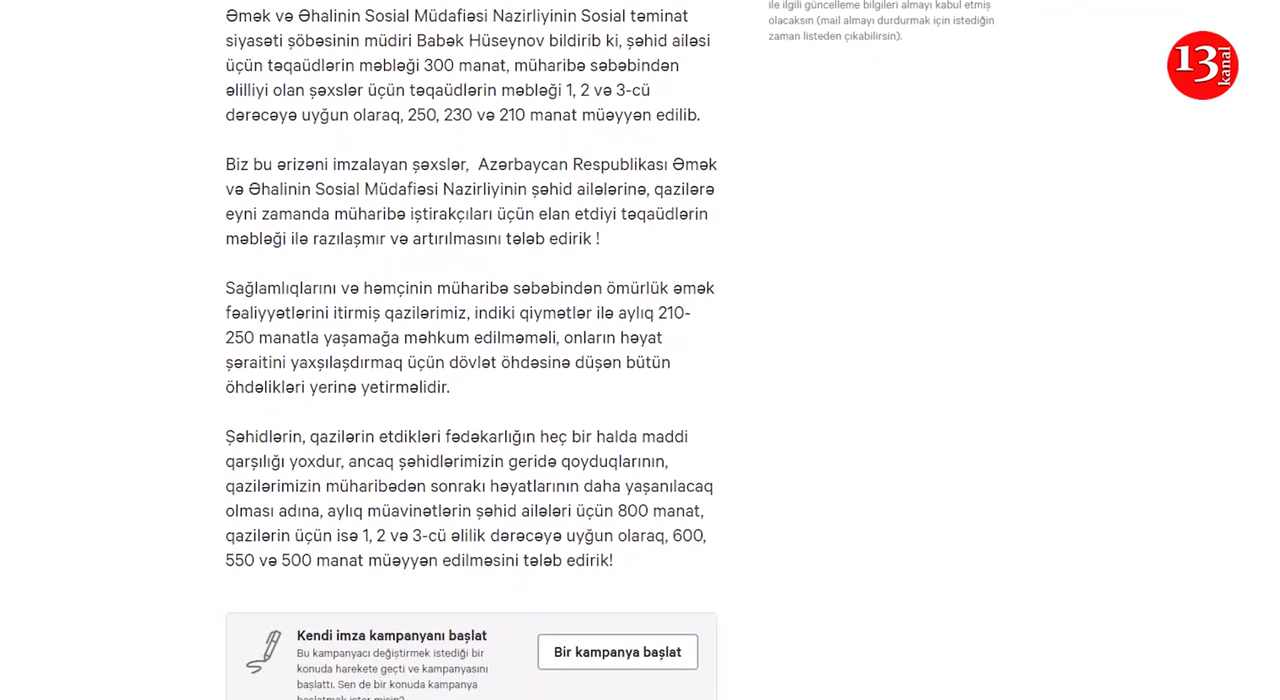 Əmək və Əhalinin Sosial Müdafiəsi Nazirliyinin Sosial təminat
siyasəti şöbəsinin müdiri Babək Hüseynov bildirib ki, şəhid ailəsi
üçün təqaüdlərin məbləği 300 manat, müharibə səbəbindən
əlilliyi olan şəxslər üçün təqaüdlərin məbləği 1, 2 və 3-cü
dərəcəyə uyğun olaraq, 250, 230 və 210 manat müəyyən edilib.
Biz bu ərizəni imzalayan şəxslər,  Azərbaycan Respublikası Əmək
və Əhalinin Sosial Müdafiəsi Nazirliyinin şəhid ailələrinə, qazilərə
eyni zamanda müharibə iştirakçıları üçün elan etdiyi təqaüdlərin
məbləği ilə razılaşmır və artırılmasını tələb edirik !
Sağlamlıqlarını və həmçinin müharibə səbəbindən ömürlük əmək
fəaliyyətlərini itirmiş qazilərimiz, indiki qiymətlər ilə aylıq 210-
250 manatla yaşamağa məhkum edilməməli, onların həyat
şəraitini yaxşılaşdırmaq üçün dövlət öhdəsinə düşən bütün
öhdəlikləri yerinə yetirməlidir.
Şəhidlərin, qazilərin etdikləri fədəkarlığın heç bir halda maddi
qarşılığı yoxdur, ancaq şəhidlərimizin geridə qoyduqlarının,
qazilərimizin müharibədən sonrakı həyatlarının daha yaşanılacaq
olması adına, aylıq müavinətlərin şəhid ailələri üçün 800 manat,
qazilərin üçün isə 1, 2 və 3-cü əlilik dərəcəyə uyğun olaraq, 600,
550 və 500 manat müəyyən edilməsini tələb edirik!
Kendi imza kampanyanı başlat
Bu kampanyacı değiştirmek istediği bir
konuda harekete geçti ve kampanyasını
başlattı. Sen de bir konuda kampanya
başlatmak ister misin?
Bir kampanya başlat
ile ilgili güncelleme bilgileri almayı kabul etmiş
olacaksın (mail almayı durdurmak için istediğin
zaman listeden çıkabilirsin).
13 kanal